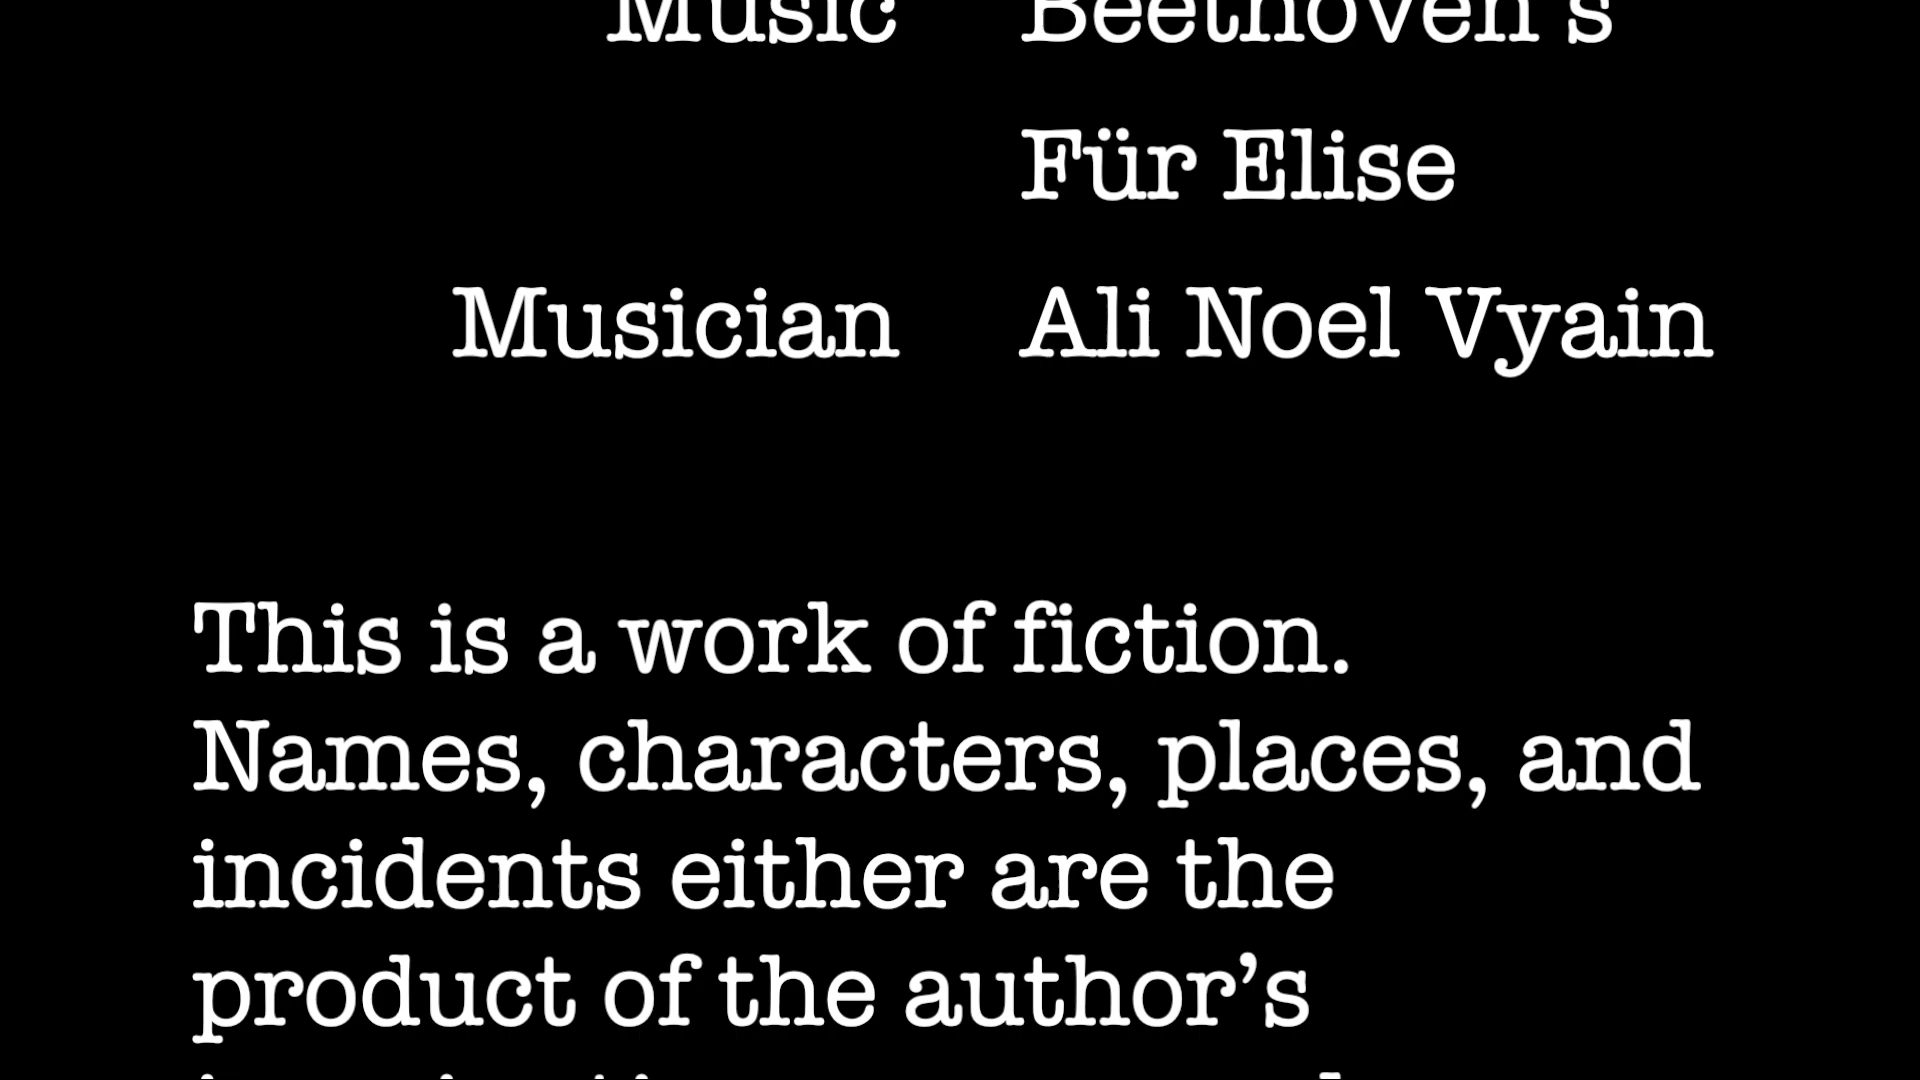 Music Beethoven's
Für Elise
Musician Ali Noel Vyain
This is a work of fiction.
Names, characters, places, and
incidents either are the
product of the author’s